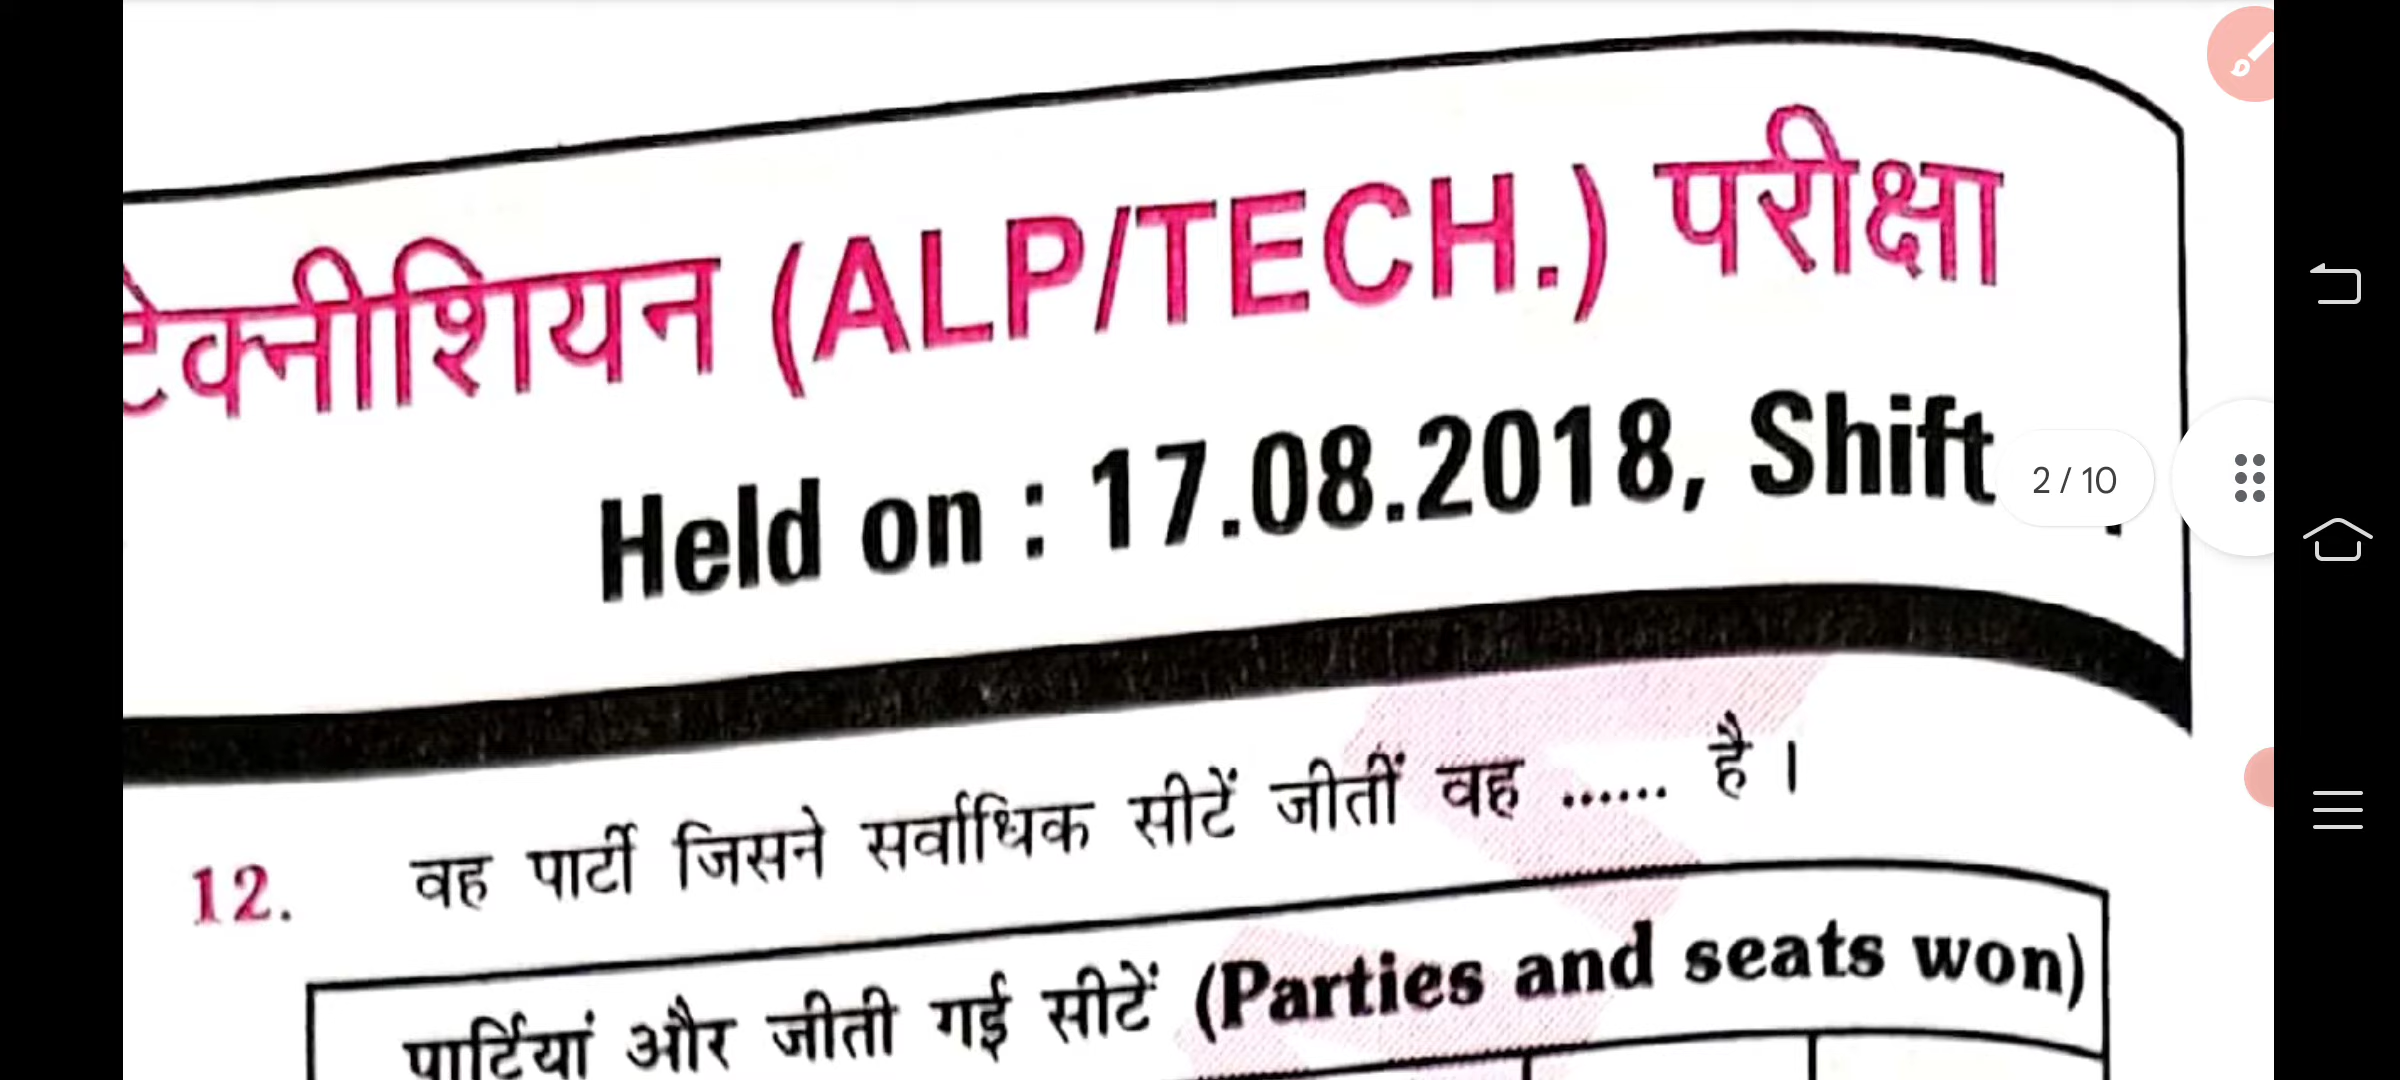 टेक्नीशियन (ALP/TECH.) परीक्षा
Held on : 17.08.2018, Shift
2 / 10
12. वह पार्टी जिसने सर्वाधिक सीटें जीतीं वह ...... है ।
पार्टियां और जीती गई सीटें (Parties and seats won)